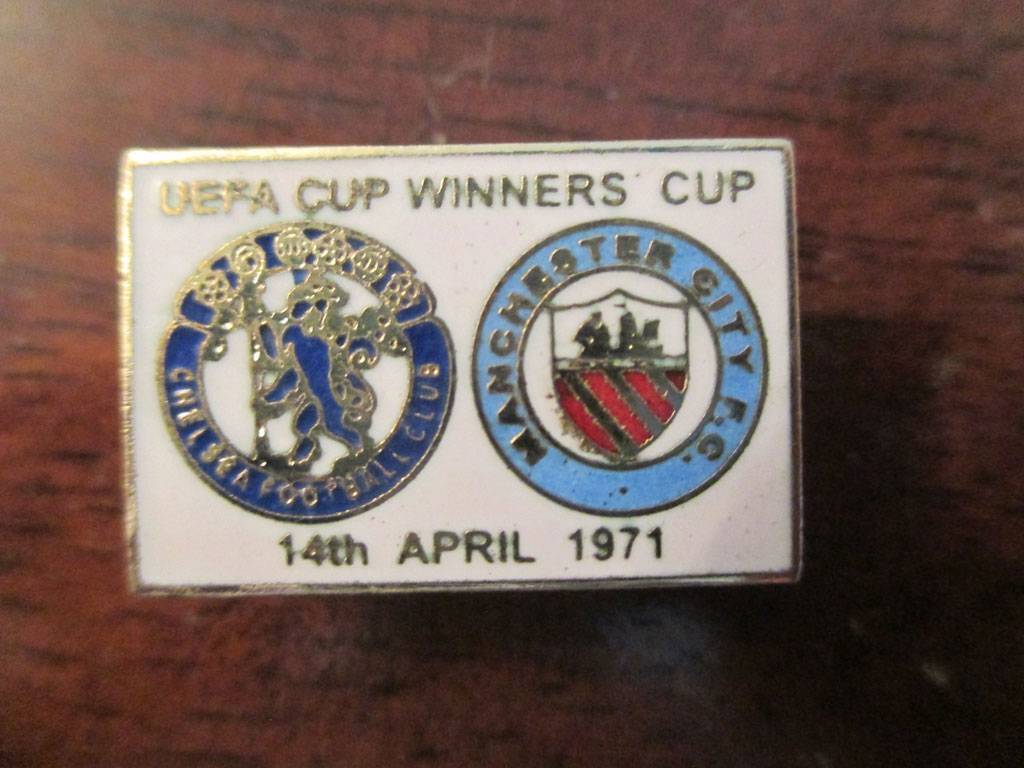 UEFA CUP WINNERS CUP
CHELSEA FOOTBALL CLUB
MANCHESTER CITY F.C.
14th APRIL 1971